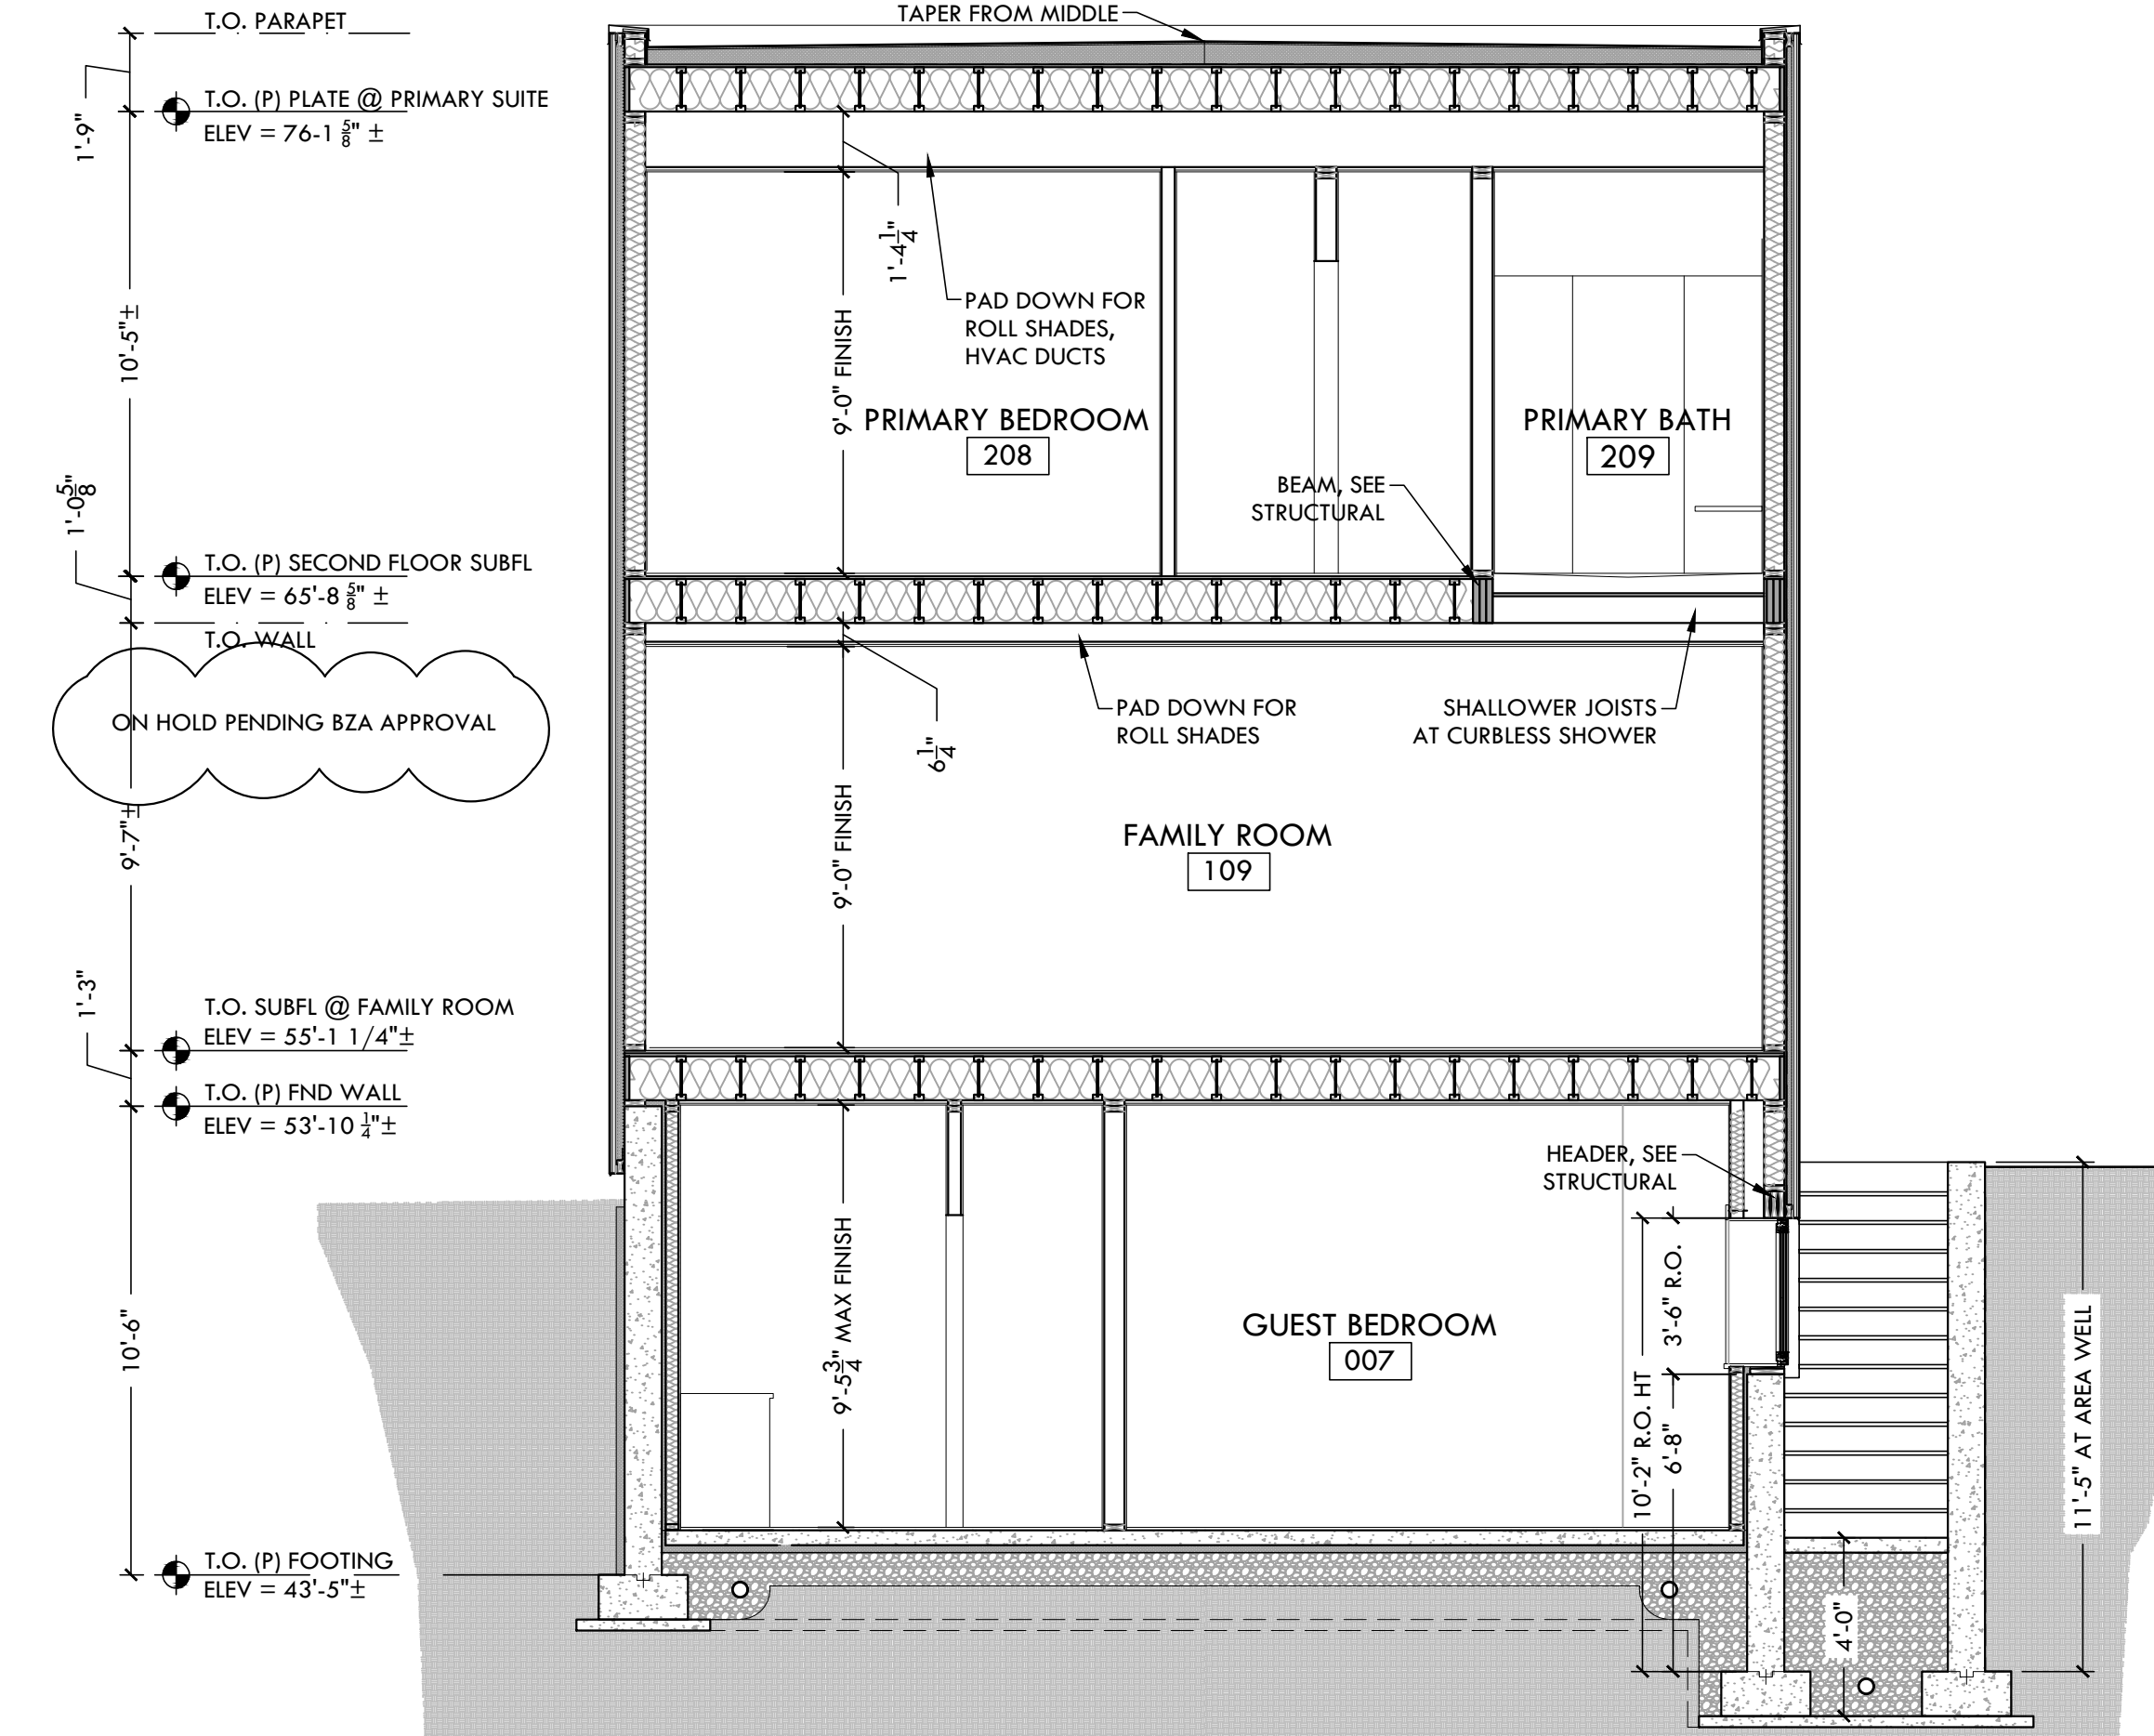 T.O. PARAPET
TAPER FROM MIDDLE
1'-9"
T.O. (P) PLATE @ PRIMARY SUITE
ELEV = 76-1 5/8" ±
1'-4 1/4"
10'-5"±
PAD DOWN FOR
ROLL SHADES,
HVAC DUCTS
9'-0" FINISH
PRIMARY BEDROOM
208
PRIMARY BATH
209
BEAM, SEE
STRUCTURAL
1'-0 5/8"
T.O. (P) SECOND FLOOR SUBFL
ELEV = 65'-8 5/8" ±
T.O. WALL
ON HOLD PENDING BZA APPROVAL
PAD DOWN FOR
ROLL SHADES
SHALLOWER JOISTS
AT CURBLESS SHOWER
6 1/4"
9'-7"±
9'-0" FINISH
FAMILY ROOM
109
1'-3"
T.O. SUBFL @ FAMILY ROOM
ELEV = 55'-1 1/4"±
T.O. (P) FND WALL
ELEV = 53'-10 1/4"±
HEADER, SEE
STRUCTURAL
10'-6"
9'-5 3/4" MAX FINISH
GUEST BEDROOM
007
3'-6" R.O.
10'-2" R.O. HT
6'-8"
11'-5" AT AREA WELL
T.O. (P) FOOTING
ELEV = 43'-5"±
4'-0"